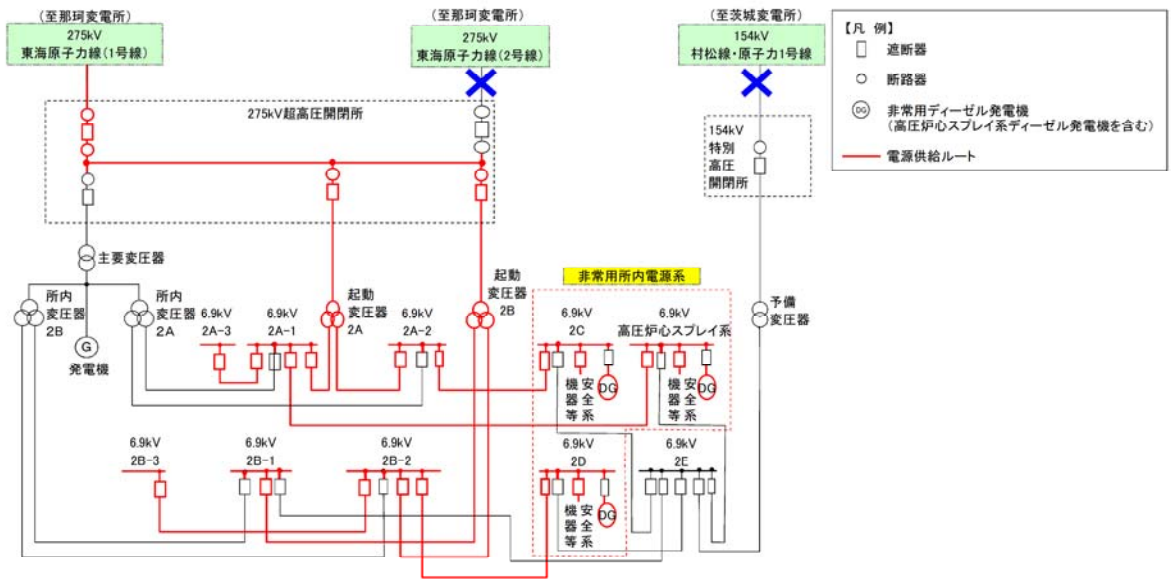 (至那珂変電所)
275kV
東海原子力線(1号線)
(至那珂変電所)
275kV
東海原子力線(2号線)
(至茨城変電所)
154kV
村松線・原子力1号線
【凡 例】
遮断器
断路器
DG
非常用ディーゼル発電機
(高圧炉心スプレイ系ディーゼル発電機を含む)
電源供給ルート
275kV超高圧開閉所
154kV
特別
高圧
開閉所
主要変圧器
所内
変圧器
2B
所内
変圧器
2A
G
発電機
6.9kV
2A-3
6.9kV
2A-1
起動
変圧器
2A
6.9kV
2A-2
起動
変圧器
2B
非常用所内電源系
6.9kV
2C
6.9kV
高圧炉心スプレイ系
予備
変圧器
安全系
機器等
DG
安全系
機器等
DG
6.9kV
2B-3
6.9kV
2B-1
6.9kV
2B-2
6.9kV
2D
6.9kV
2E
安全系
機器等
DG